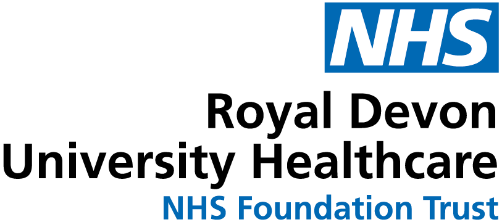 NHS
Royal Devon
University Healthcare
NHS Foundation Trust